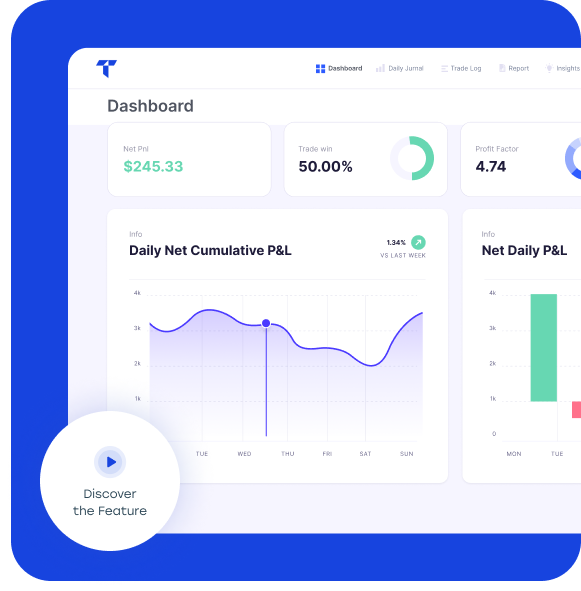 Dashboard
Daily Jurnal
Trade Log
Report
Insights
Dashboard
Net Pnl
$245.33
Trade win
50.00%
Profit Factor
4.74
Info
Daily Net Cumulative P&L
1.34%
VS LAST WEEK
4k
3k
2k
1k
TUE
WED
THU
FRI
SAT
SUN
Info
Net Daily P&L
4k
3k
1k
1k
0
MON
TUE
Discover
the Feature